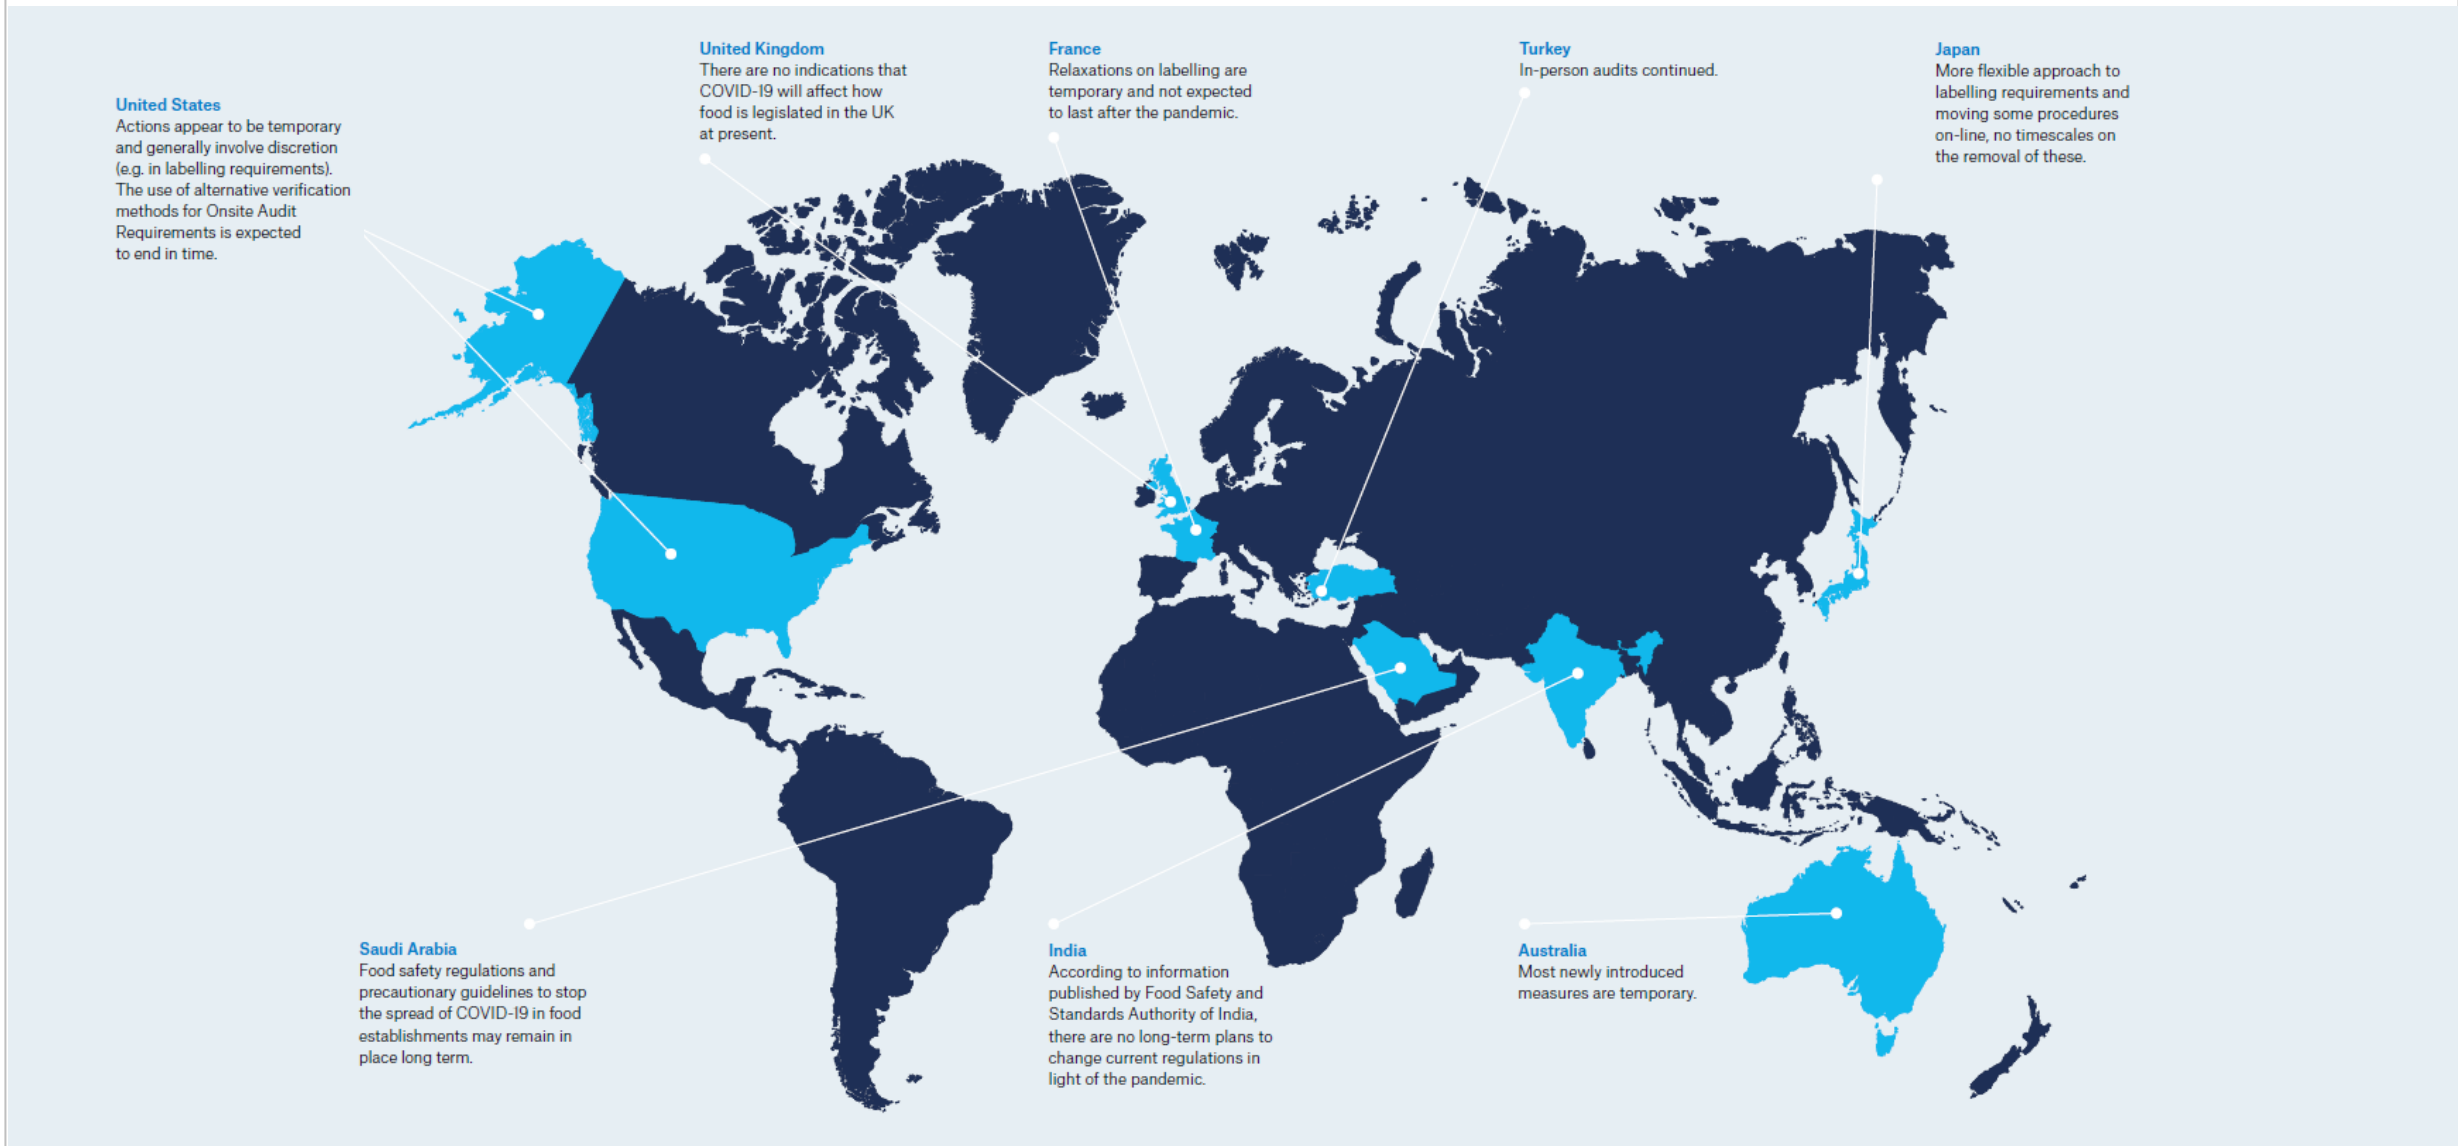 United States
Actions appear to be temporary
and generally involve discretion
(e.g. in labelling requirements).
The use of alternative verification
methods for Onsite Audit
Requirements is expected
to end in time.
United Kingdom
There are no indications that
COVID-19 will affect how
food is legislated in the UK
at present.
France
Relaxations on labelling are
temporary and not expected
to last after the pandemic.
Turkey
In-person audits continued.
Japan
More flexible approach to
labelling requirements and
moving some procedures
on-line, no timescales on
the removal of these.
Saudi Arabia
Food safety regulations and
precautionary guidelines to stop
the spread of COVID-19 in food
establishments may remain in
place long term.
India
According to information
published by Food Safety and
Standards Authority of India,
there are no long-term plans to
change current regulations in
light of the pandemic.
Australia
Most newly introduced
measures are temporary.